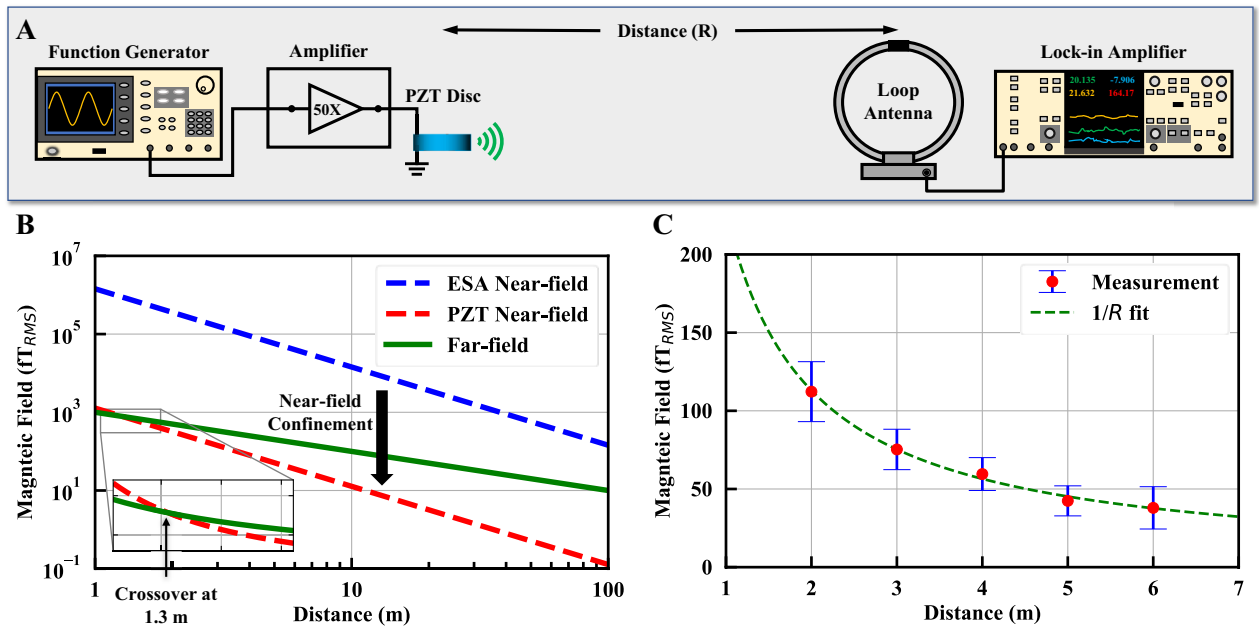 A
Distance (R)
Function Generator
Amplifier
Lock-in Amplifier
PZT Disc
50X
Loop
Antenna
20.135 -7.906
21.632 164.17
B
C
Magnteic Field (fT_RMS)
10^7
10^5
10^3
10^1
10^-1
ESA Near-field
PZT Near-field
Far-field
Near-field
Confinement
1
10
100
Crossover at
1.3 m
Distance (m)
Magnteic Field (fT_RMS)
200
150
100
50
0
Measurement
1/R fit
1 2 3 4 5 6 7
Distance (m)